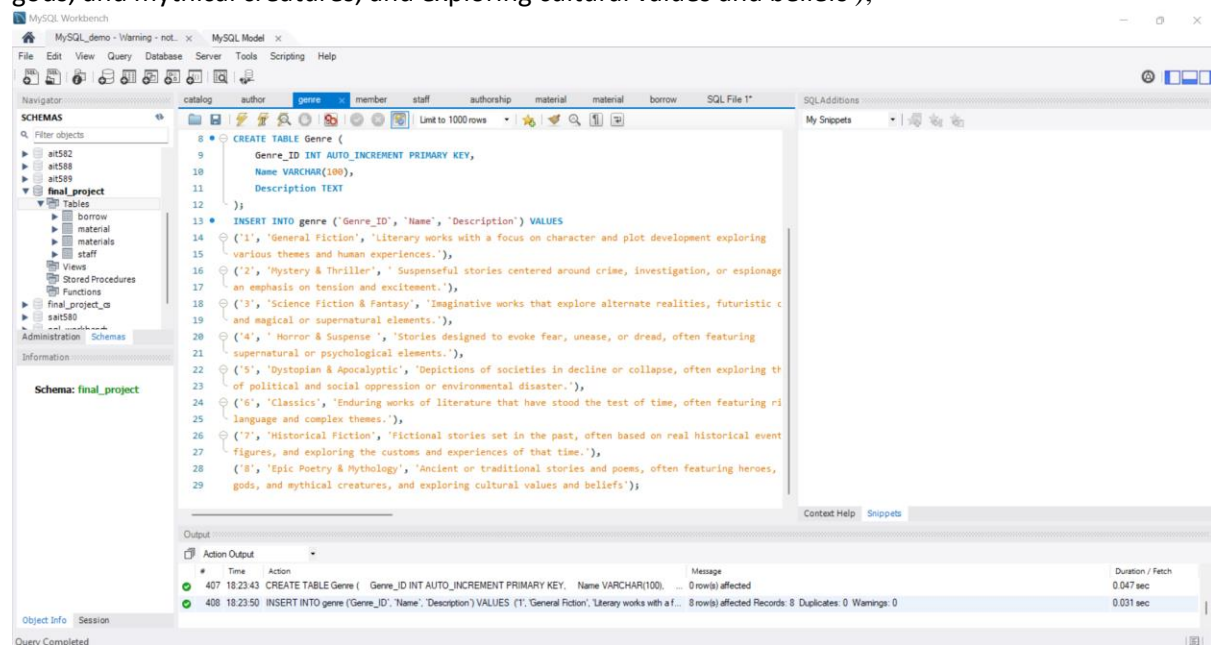 gods, and mythical creatures, and exploring cultural values and beliefs');
MySQL Workbench
MySQL_demo - Warning - not... × MySQL Model ×
File Edit View Query Database Server Tools Scripting Help
Navigator
SCHEMAS
Filter objects
ait582
ait588
ait589
final_project
Tables
borrow
material
materials
staff
Views
Stored Procedures
Functions
final_project_cs
sait580
Administration Schemas
Information
Schema: final_project
Object Info Session
catalog author genre × member staff authorship material material borrow SQL File 1*
Limit to 1000 rows
8 CREATE TABLE Genre (
9 Genre_ID INT AUTO_INCREMENT PRIMARY KEY,
10 Name VARCHAR(100),
11 Description TEXT
12 );
13 INSERT INTO genre (`Genre_ID`, `Name`, `Description`) VALUES
14 ('1', 'General Fiction', 'Literary works with a focus on character and plot development exploring
15 various themes and human experiences.'),
16 ('2', 'Mystery & Thriller', ' Suspenseful stories centered around crime, investigation, or espionage
17 an emphasis on tension and excitement.'),
18 ('3', 'Science Fiction & Fantasy', 'Imaginative works that explore alternate realities, futuristic c
19 and magical or supernatural elements.'),
20 ('4', ' Horror & Suspense ', 'Stories designed to evoke fear, unease, or dread, often featuring
21 supernatural or psychological elements.'),
22 ('5', 'Dystopian & Apocalyptic', 'Depictions of societies in decline or collapse, often exploring th
23 of political and social oppression or environmental disaster.'),
24 ('6', 'Classics', 'Enduring works of literature that have stood the test of time, often featuring ri
25 language and complex themes.'),
26 ('7', 'Historical Fiction', 'Fictional stories set in the past, often based on real historical event
27 figures, and exploring the customs and experiences of that time.'),
28 ('8', 'Epic Poetry & Mythology', 'Ancient or traditional stories and poems, often featuring heroes,
29 gods, and mythical creatures, and exploring cultural values and beliefs');
SQLAdditions
My Snippets
Context Help Snippets
Output
Action Output
# Time Action Message Duration / Fetch
407 18:23:43 CREATE TABLE Genre ( Genre_ID INT AUTO_INCREMENT PRIMARY KEY, Name VARCHAR(100), ... 0 row(s) affected 0.047 sec
408 18:23:50 INSERT INTO genre (`Genre_ID`, `Name`, `Description`) VALUES ('1', 'General Fiction', 'Literary works with a f... 8 row(s) affected Records: 8 Duplicates: 0 Warnings: 0 0.031 sec
Query Completed